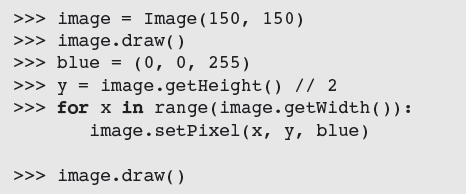 >>> image = Image(150, 150)
>>> image.draw()
>>> blue = (0, 0, 255)
>>> y = image.getHeight() // 2
>>> for x in range(image.getWidth()):
        image.setPixel(x, y, blue)

>>> image.draw()